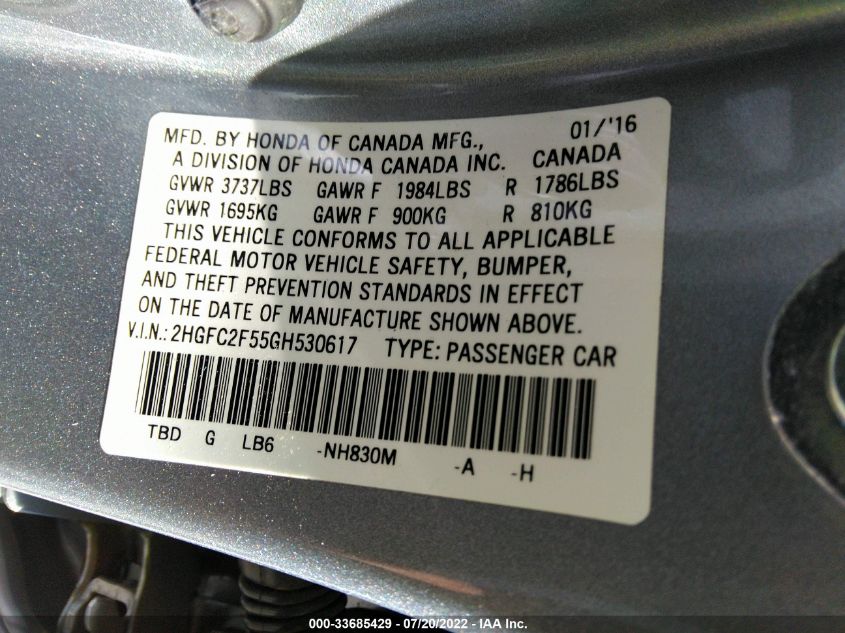 MFD. BY HONDA OF CANADA MFG., 01/'16
A DIVISION OF HONDA CANADA INC. CANADA
GVWR 3737LBS GAWR F 1984LBS R 1786LBS
GVWR 1695KG GAWR F 900KG R 810KG
THIS VEHICLE CONFORMS TO ALL APPLICABLE
FEDERAL MOTOR VEHICLE SAFETY, BUMPER,
AND THEFT PREVENTION STANDARDS IN EFFECT
ON THE DATE OF MANUFACTURE SHOWN ABOVE.
V.I.N.: 2HGFC2F55GH530617 TYPE: PASSENGER CAR
TBD G LB6 -NH830M -A -H
000-33685429 - 07/20/2022 - IAA Inc.